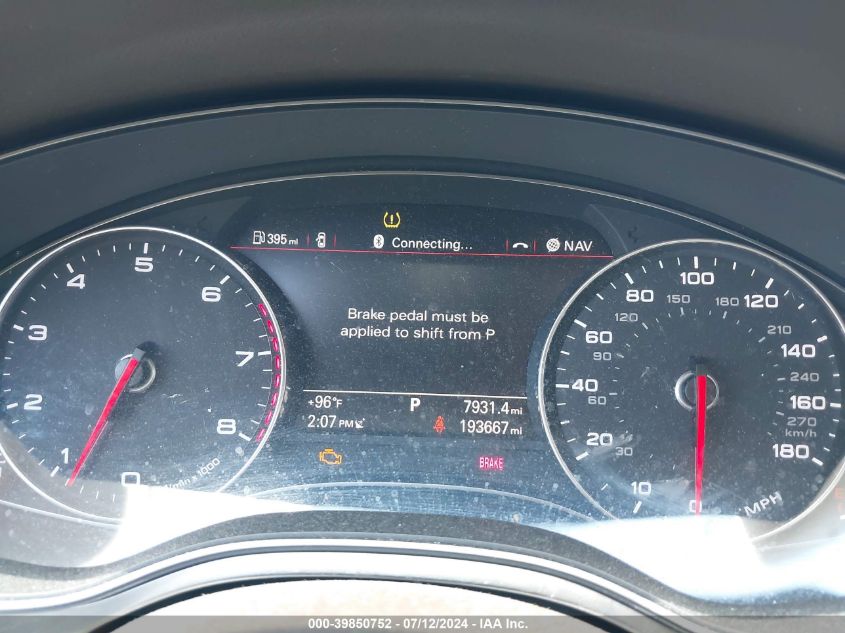 395 mi
Connecting...
NAV
Brake pedal must be
applied to shift from P
+96°F
P
7931.4 mi
2:07 PM
193667 mi
BRAKE
0
1
2
3
4
5
6
7
8
0
10
20
30
40
60
60
90
80
120
100
150
120
180
140
210
160
240
180
270
km/h
MPH
000-39850752 - 07/12/2024 - IAA Inc.